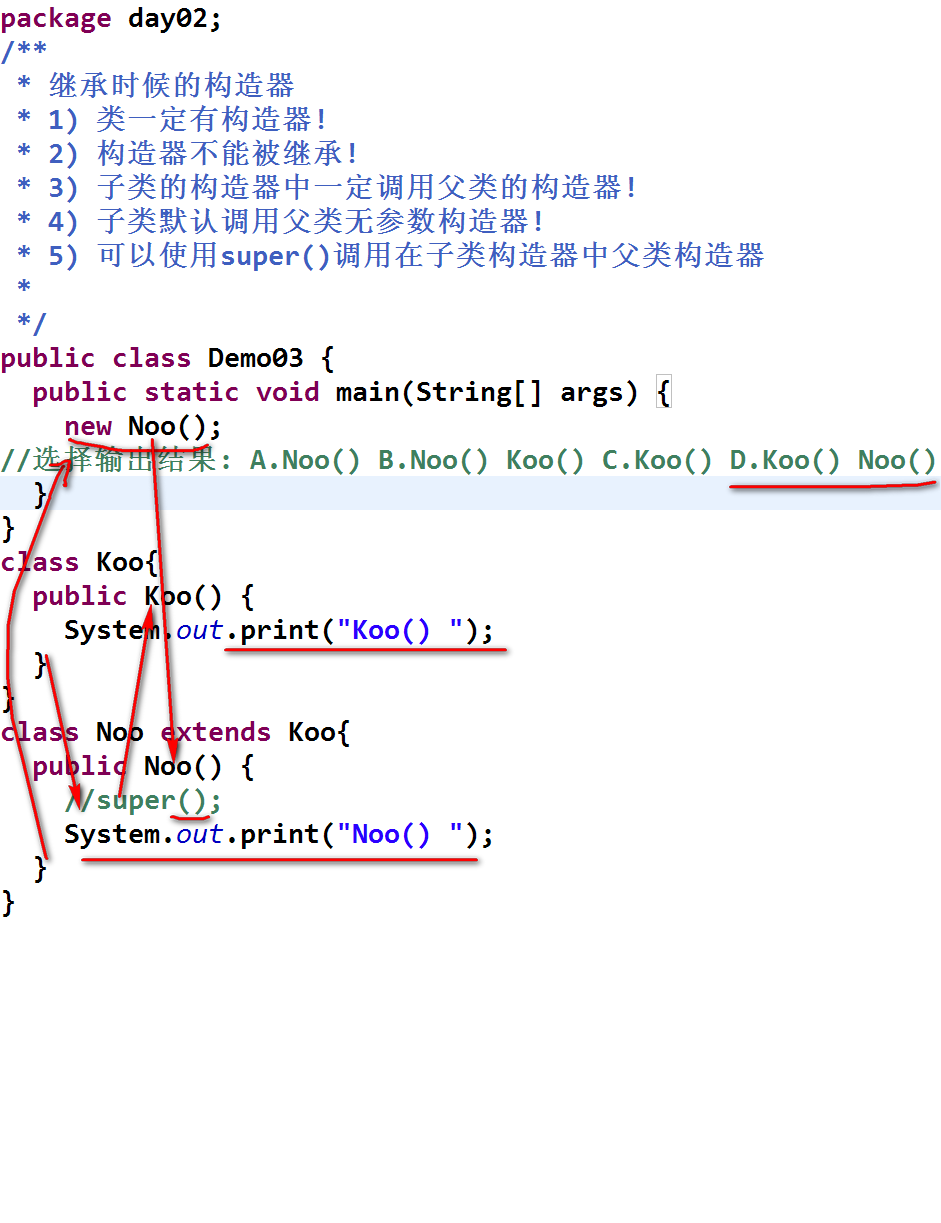 package day02;
/**
 * 继承时候的构造器
 * 1) 类一定有构造器!
 * 2) 构造器不能被继承!
 * 3) 子类的构造器中一定调用父类的构造器!
 * 4) 子类默认调用父类无参数构造器!
 * 5) 可以使用super()调用在子类构造器中父类构造器
 *
 */
public class Demo03 {
  public static void main(String[] args) {
    new Noo();
//选择输出结果: A.Noo() B.Noo() Koo() C.Koo() D.Koo() Noo()
  }
}
class Koo{
  public Koo() {
    System.out.print("Koo() ");
  }
}
class Noo extends Koo{
  public Noo() {
    //super();
    System.out.print("Noo() ");
  }
}